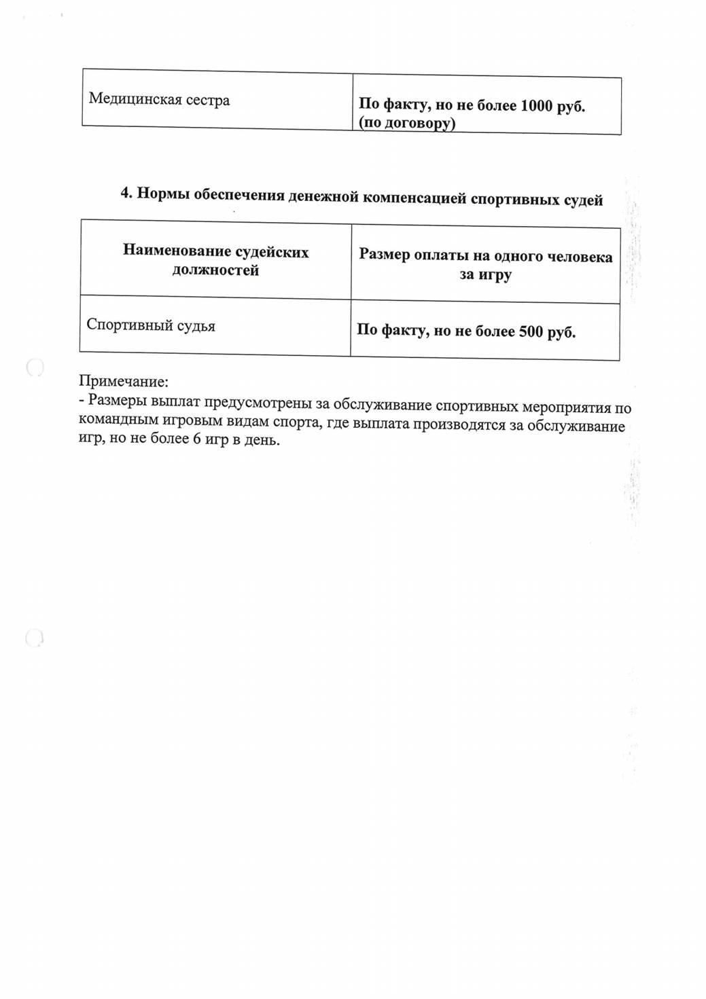 Медицинская сестра
По факту, но не более 1000 руб.
(по договору)
4. Нормы обеспечения денежной компенсацией спортивных судей
Наименование судейских
должностей
Размер оплаты на одного человека
за игру
Спортивный судья
По факту, но не более 500 руб.
Примечание:
- Размеры выплат предусмотрены за обслуживание спортивных мероприятия по
командным игровым видам спорта, где выплата производятся за обслуживание
игр, но не более 6 игр в день.